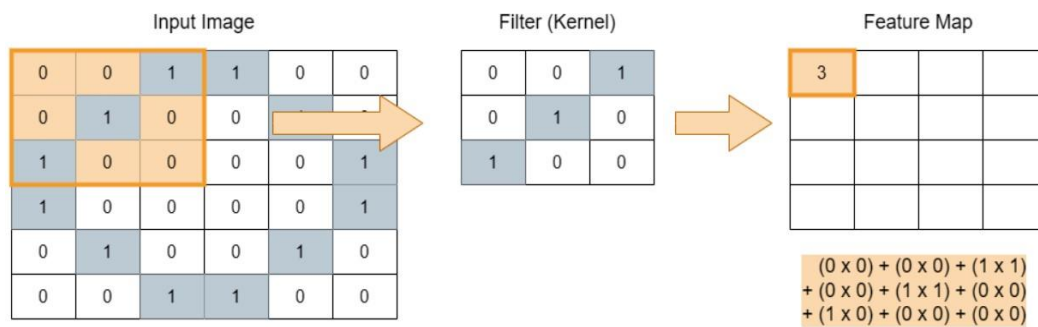 Input Image
0 0 1 1 0 0
0 1 0 0
1 0 0 0 0 1
1 0 0 0 0 1
0 1 0 0 1 0
0 0 1 1 0 0
Filter (Kernel)
0 0 1
0 1 0
1 0 0
Feature Map
3
(0 x 0) + (0 x 0) + (1 x 1)
+ (0 x 0) + (1 x 1) + (0 x 0)
+ (1 x 0) + (0 x 0) + (0 x 0)